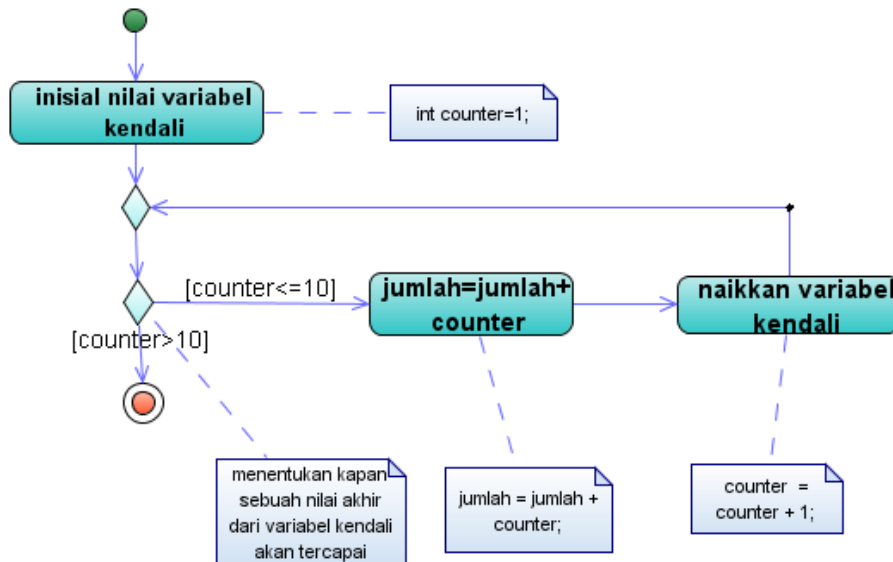 inisial nilai variabel
kendali
int counter=1;
[counter<=10]
jumlah=jumlah+
counter
naikkan variabel
kendali
[counter>10]
menentukan kapan
sebuah nilai akhir
dari variabel kendali
akan tercapai
jumlah = jumlah +
counter;
counter =
counter + 1;